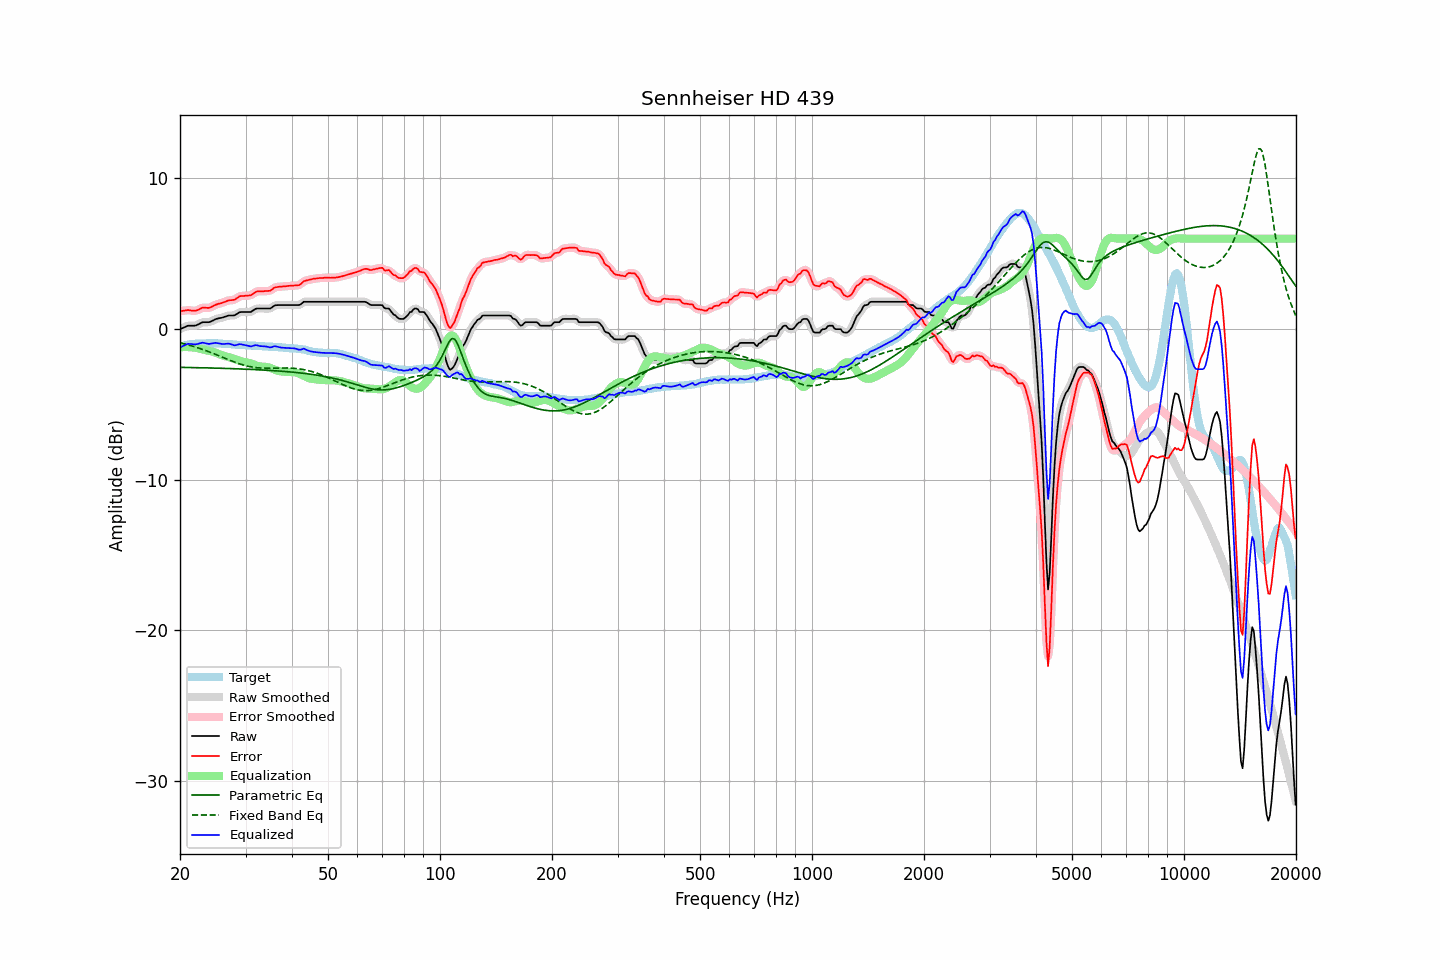 Sennheiser HD 439
Amplitude (dBr)
10
0
−10
−20
−30
Target
Raw Smoothed
Error Smoothed
Raw
Error
Equalization
Parametric Eq
Fixed Band Eq
Equalized
20 50 100 200 500 1000 2000 5000 10000 20000
Frequency (Hz)